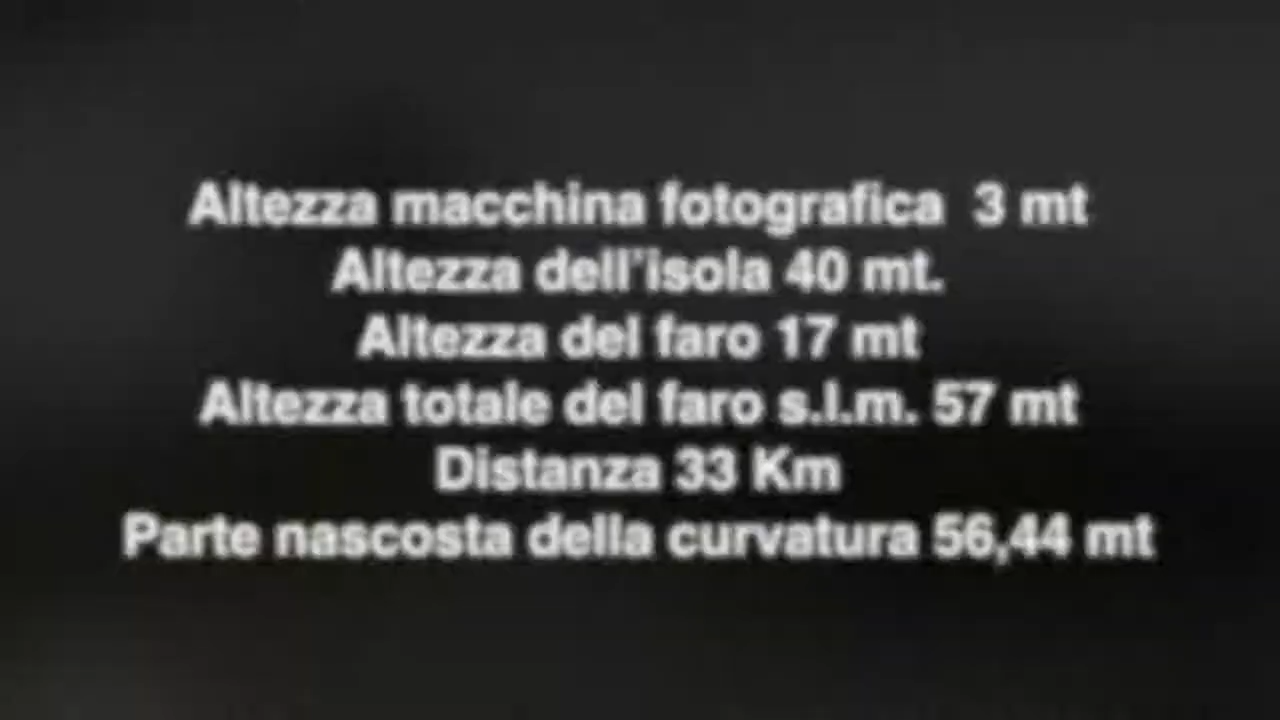 Altezza macchina fotografica 3 mt
Altezza dell'isola 40 mt.
Altezza del faro 17 mt
Altezza totale del faro s.l.m. 57 mt
Distanza 33 Km
Parte nascosta della curvatura 56,44 mt